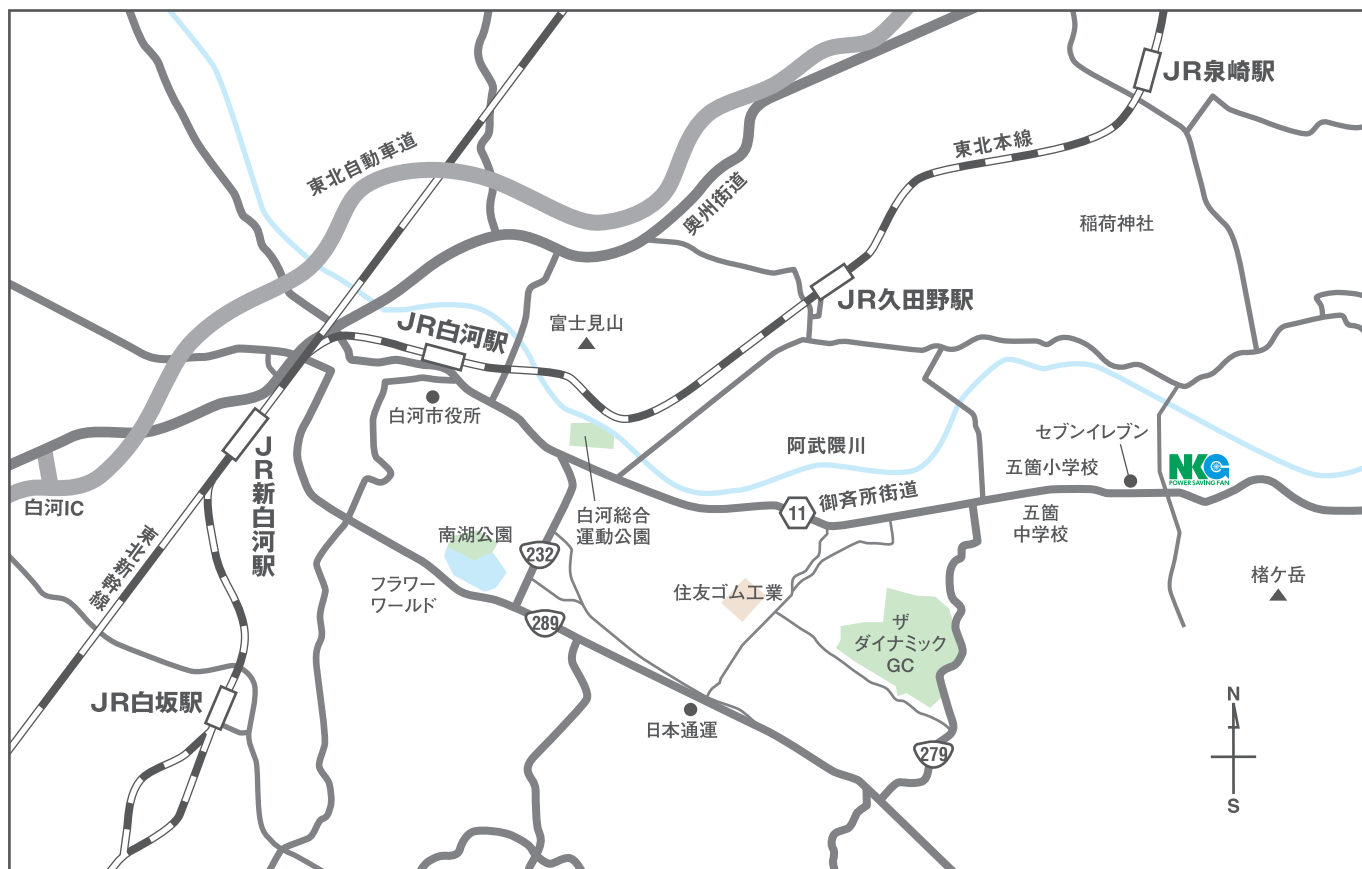 JR泉崎駅
東北本線
東北自動車道
奥州街道
稲荷神社
JR久田野駅
JR白河駅
富士見山
白河市役所
阿武隈川
セブンイレブン
五箇小学校
NKC
POWER SAVING FAN
白河IC
JR新白河駅
東北新幹線
御斉所街道
11
五箇
中学校
白河総合
運動公園
南湖公園
232
フラワー
ワールド
289
住友ゴム工業
ザ
ダイナミック
GC
楮ケ岳
JR白坂駅
日本通運
279
N
S